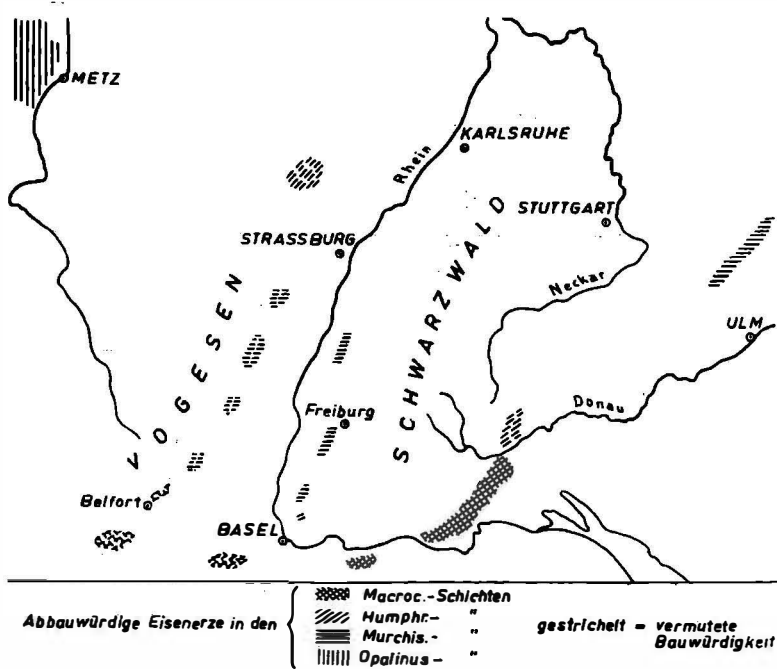 METZ
KARLSRUHE
Rhein
STUTTGART
STRASSBURG
Neckar
VOGESEN
SCHWARZWALD
ULM
Donau
Freiburg
Belfort
BASEL
Abbauwürdige Eisenerze in den
Macroc.-Schichten
Humphr.- "
Murchis.- "
Opalinus- "
gestrichelt = vermutete
Bauwürdigkeit